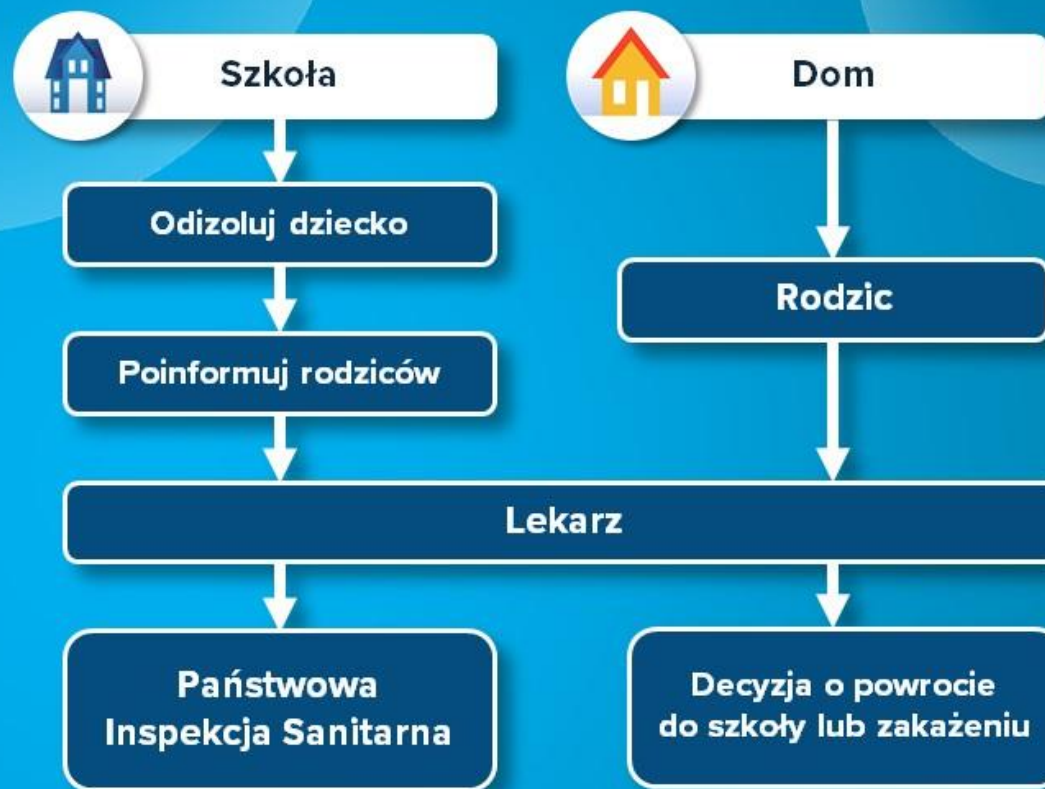 Szkoła
Dom
Odizoluj dziecko
Rodzic
Poinformuj rodziców
Lekarz
Państwowa
Inspekcja Sanitarna
Decyzja o powrocie
do szkoły lub zakażeniu